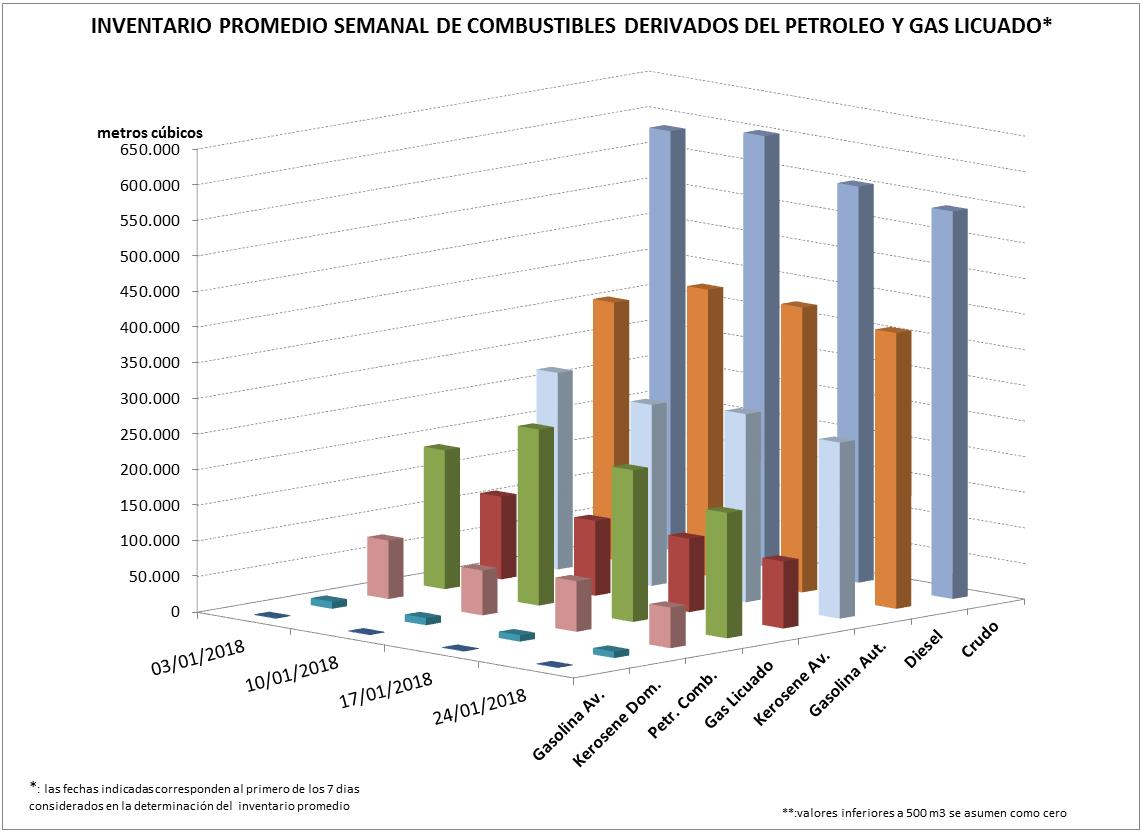 INVENTARIO PROMEDIO SEMANAL DE COMBUSTIBLES DERIVADOS DEL PETROLEO Y GAS LICUADO*
metros cúbicos
650.000
600.000
550.000
500.000
450.000
400.000
350.000
300.000
250.000
200.000
150.000
100.000
50.000
0
03/01/2018
10/01/2018
17/01/2018
24/01/2018
Gasolina Av.
Kerosene Dom.
Petr. Comb.
Gas Licuado
Kerosene Av.
Gasolina Aut.
Diesel
Crudo
*: las fechas indicadas corresponden al primero de los 7 dias
considerados en la determinación del inventario promedio
**:valores inferiores a 500 m3 se asumen como cero